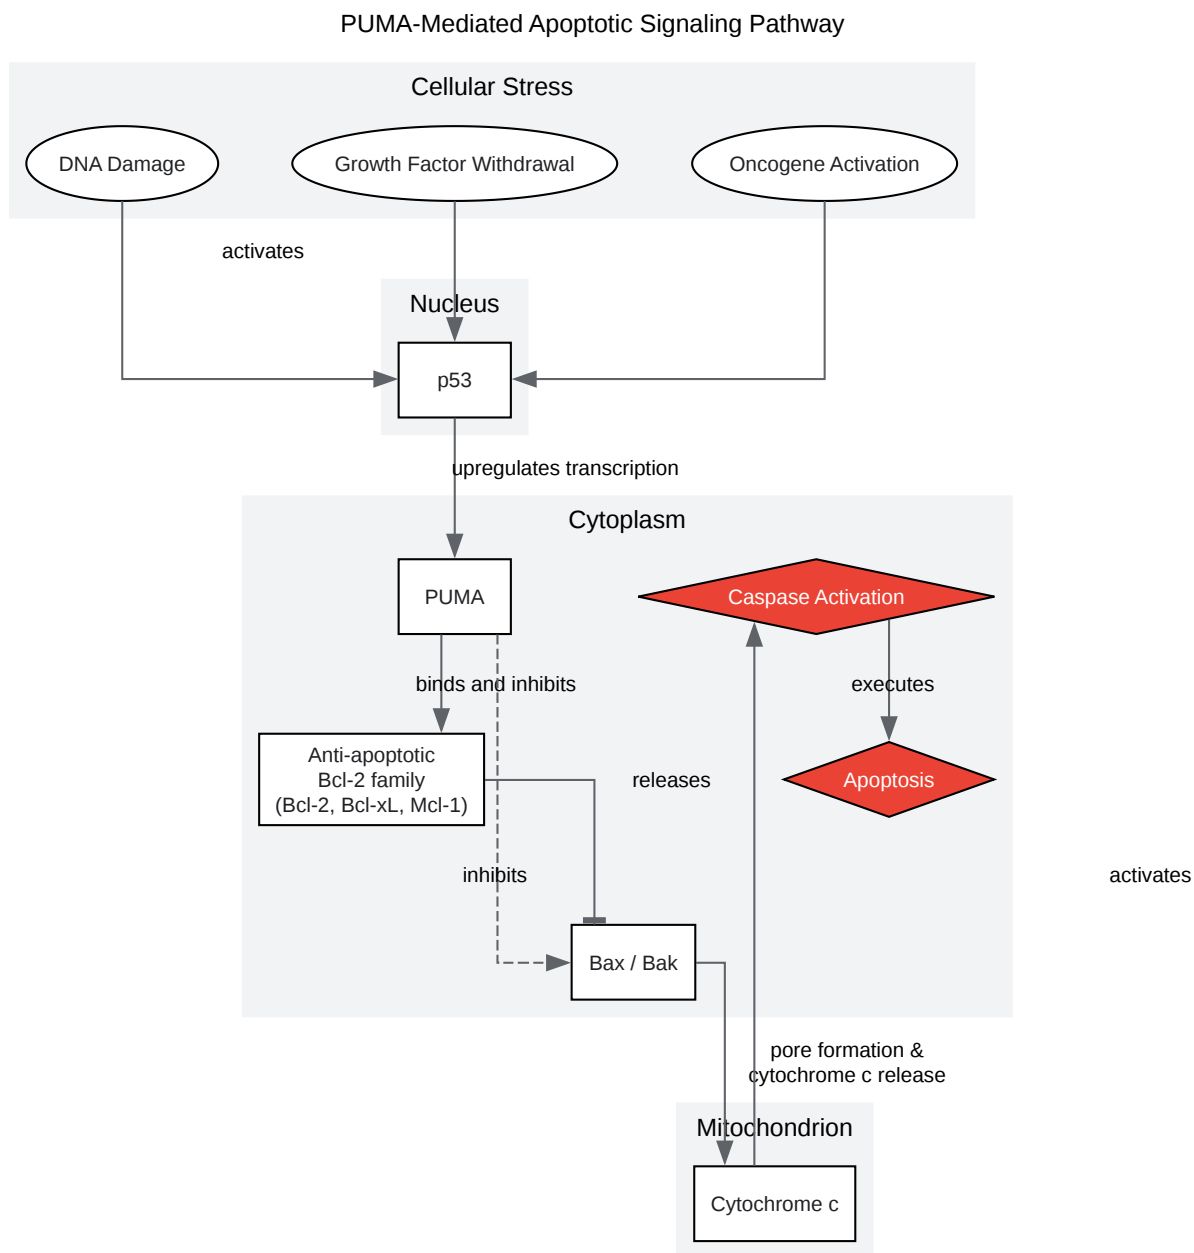 PUMA-Mediated Apoptotic Signaling Pathway
Cellular Stress
DNA Damage
Growth Factor Withdrawal
Oncogene Activation
activates
Nucleus
p53
upregulates transcription
Cytoplasm
PUMA
Caspase Activation
binds and inhibits
executes
Anti-apoptotic
Bcl-2 family
(Bcl-2, Bcl-xL, Mcl-1)
releases
Apoptosis
inhibits
activates
Bax / Bak
pore formation &
cytochrome c release
Mitochondrion
Cytochrome c